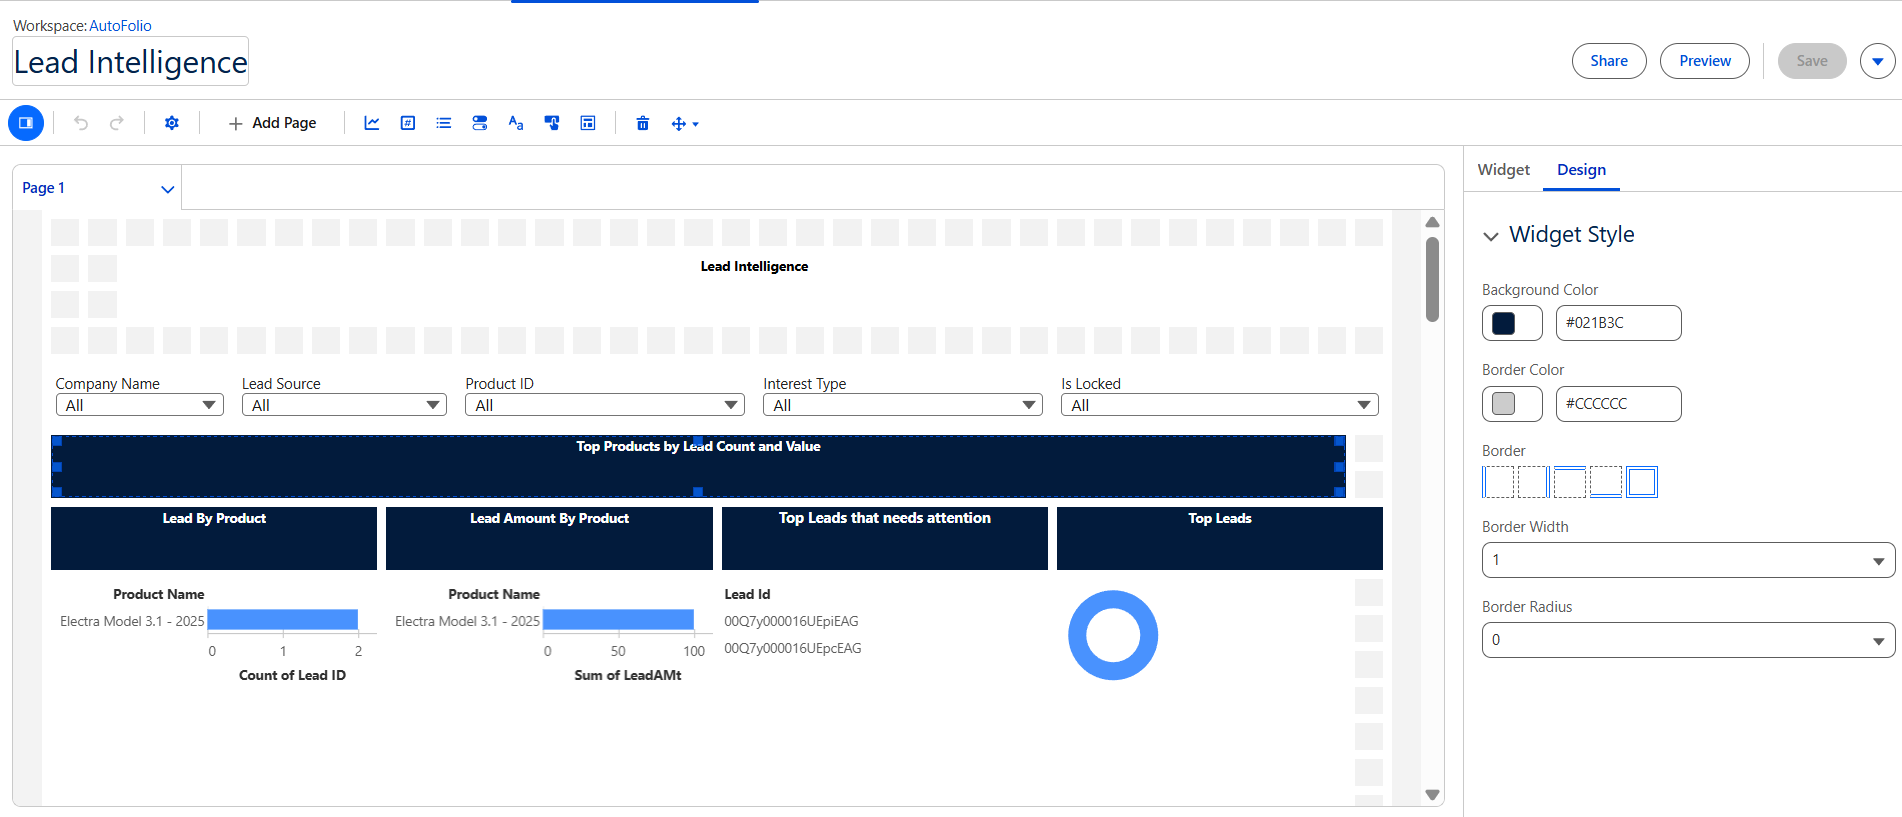 Workspace: AutoFolio
Lead Intelligence
Share
Preview
Save
Add Page
Page 1
Widget
Design
Widget Style
Background Color
#021B3C
Border Color
#CCCCCC
Border
Border Width
1
Border Radius
0
Lead Intelligence
Company Name
Lead Source
Product ID
Interest Type
Is Locked
All
All
All
All
All
Top Products by Lead Count and Value
Lead By Product
Lead Amount By Product
Top Leads that needs attention
Top Leads
Product Name
Electra Model 3.1 - 2025
0 1 2
Count of Lead ID
Product Name
Electra Model 3.1 - 2025
0 50 100
Sum of LeadAMt
Lead Id
00Q7y000016UEpiEAG
00Q7y000016UEpcEAG